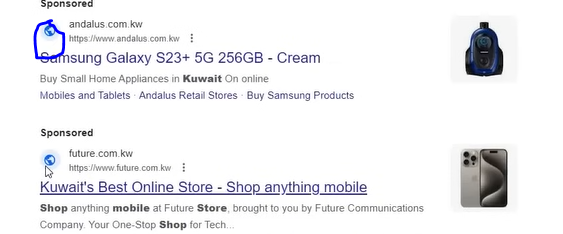 Sponsored
andalus.com.kw
https://www.andalus.com.kw
Samsung Galaxy S23+ 5G 256GB - Cream
Buy Small Home Appliances in Kuwait On online
Mobiles and Tablets · Andalus Retail Stores · Buy Samsung Products
Sponsored
future.com.kw
https://www.future.com.kw
Kuwait's Best Online Store - Shop anything mobile
Shop anything mobile at Future Store, brought to you by Future Communications
Company. Your One-Stop Shop for Tech...